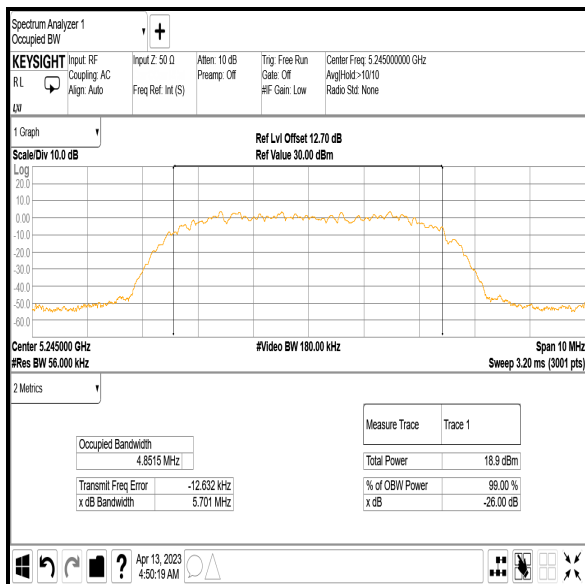 Spectrum Analyzer 1
Occupied BW
KEYSIGHT
RL
LXI
Input: RF
Coupling: AC
Align: Auto
Input Z: 50 Ω
Freq Ref: Int (S)
Atten: 10 dB
Preamp: Off
Trig: Free Run
Gate: Off
#IF Gain: Low
Center Freq: 5.245000000 GHz
Avg|Hold:>10/10
Radio Std: None
1 Graph
Scale/Div 10.0 dB
Ref Lvl Offset 12.70 dB
Ref Value 30.00 dBm
Log
20.0
10.0
0.00
-10.0
-20.0
-30.0
-40.0
-50.0
-60.0
Center 5.245000 GHz
#Res BW 56.000 kHz
#Video BW 180.00 kHz
Span 10 MHz
Sweep 3.20 ms (3001 pts)
2 Metrics
Occupied Bandwidth
4.8515 MHz
Transmit Freq Error -12.632 kHz
x dB Bandwidth 5.701 MHz
Measure Trace Trace 1
Total Power 18.9 dBm
% of OBW Power 99.00 %
x dB -26.00 dB
Apr 13, 2023
4:50:19 AM